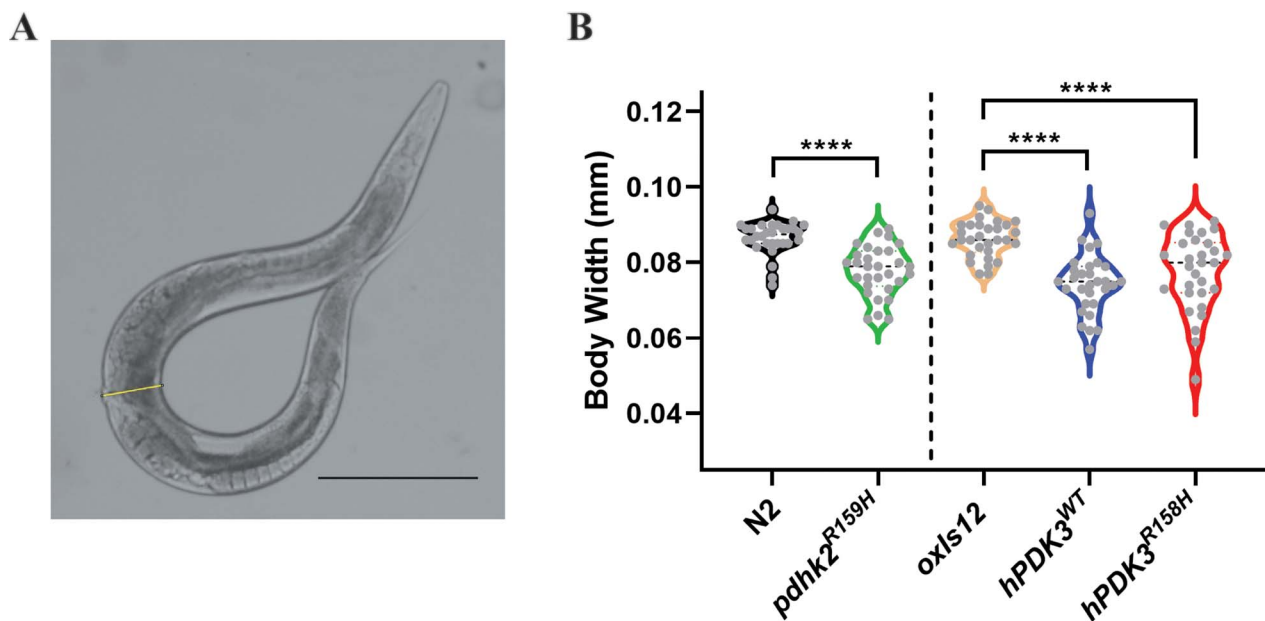 A
B
****
****
****
0.12
0.10
0.08
0.06
0.04
Body Width (mm)
N2
pdhk2R159H
oxIs12
hPDK3WT
hPDK3R158H